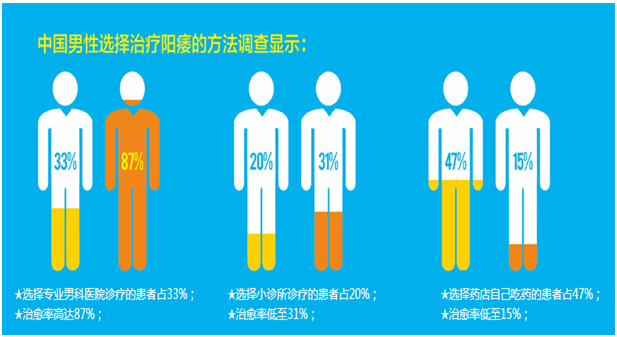 中国男性选择治疗阳痿的方法调查显示：
33%
87%
20%
31%
47%
15%
★选择专业男科医院诊疗的患者占33%；
★治愈率高达87%；
★选择小诊所诊疗的患者占20%；
★治愈率低至31%；
★选择药店自己吃药的患者占47%；
★治愈率低至15%；